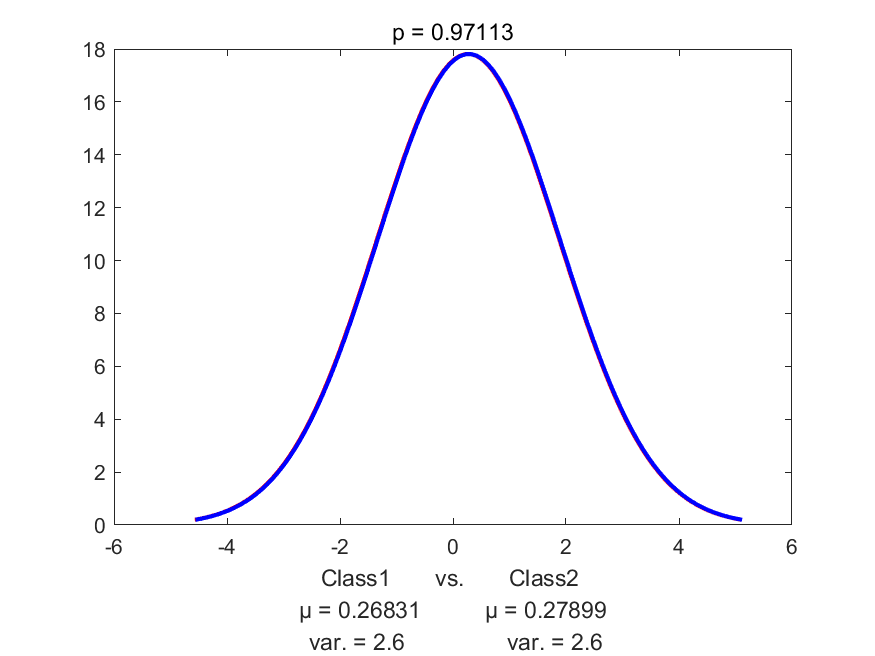 p = 0.97113
18
16
14
12
10
8
6
4
2
0
-6 -4 -2 0 2 4 6
Class1 vs. Class2
μ = 0.26831 μ = 0.27899
var. = 2.6 var. = 2.6